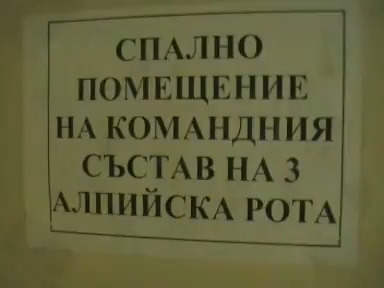 СПАЛНО
ПОМЕЩЕНИЕ
НА КОМАНДНИЯ
СЪСТАВ НА 3
АЛПИЙСКА РОТА